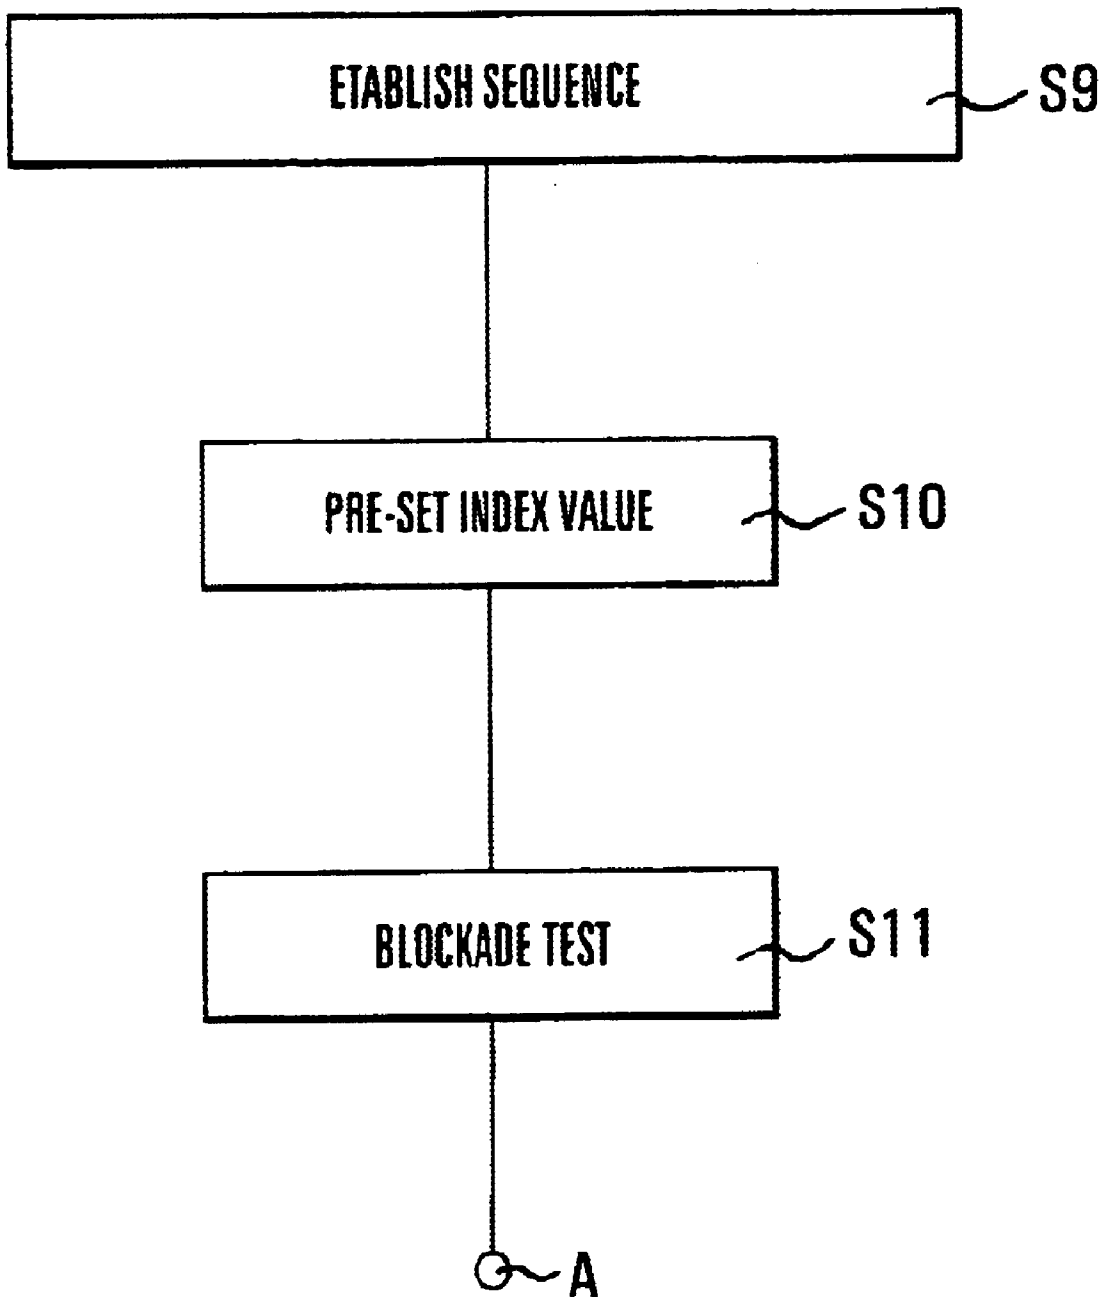 ETABLISH SEQUENCE
S9
PRE-SET INDEX VALUE
S10
BLOCKADE TEST
S11
A